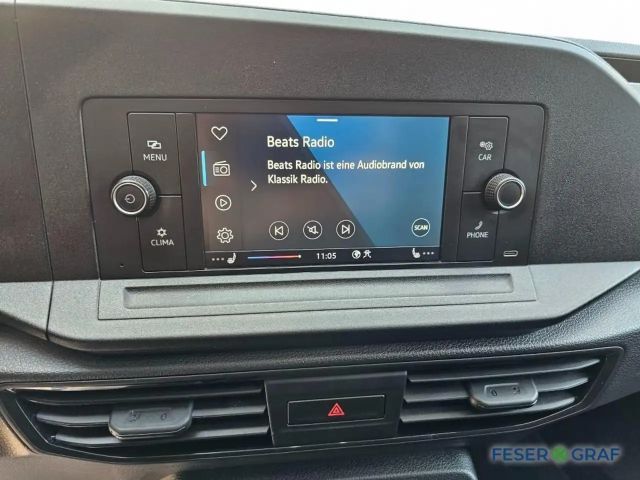 MENU
CLIMA
Beats Radio
Beats Radio ist eine Audiobrand von
Klassik Radio.
SCAN
11:05
CAR
PHONE
FESER GRAF